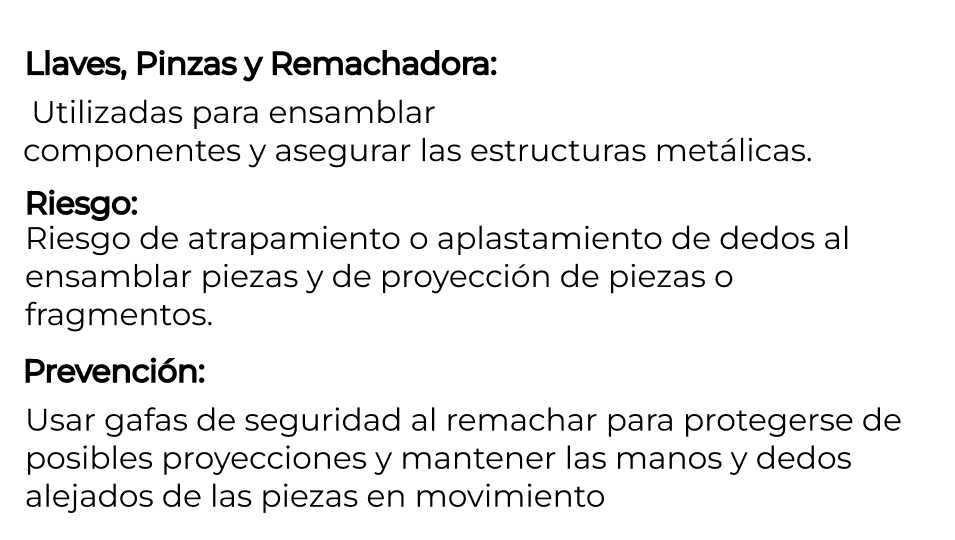 Llaves, Pinzas y Remachadora:
Utilizadas para ensamblar
componentes y asegurar las estructuras metálicas.
Riesgo:
Riesgo de atrapamiento o aplastamiento de dedos al
ensamblar piezas y de proyección de piezas o
fragmentos.
Prevención:
Usar gafas de seguridad al remachar para protegerse de
posibles proyecciones y mantener las manos y dedos
alejados de las piezas en movimiento